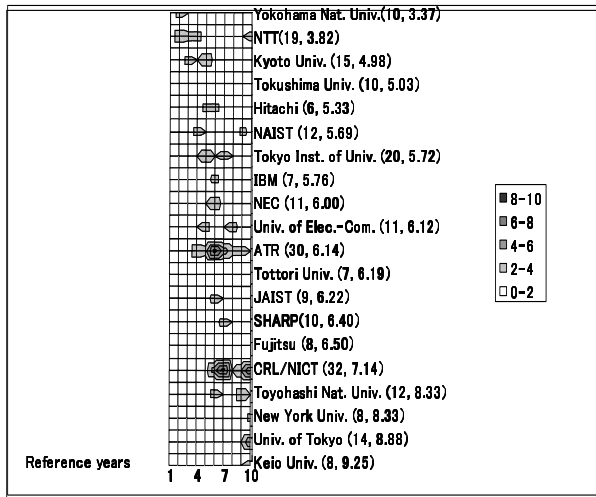 Yokohama Nat. Univ.(10, 3.37)
NTT(19, 3.82)
Kyoto Univ. (15, 4.98)
Tokushima Univ. (10, 5.03)
Hitachi (6, 5.33)
NAIST (12, 5.69)
Tokyo Inst. of Univ. (20, 5.72)
IBM (7, 5.76)
NEC (11, 6.00)
Univ. of Elec.-Com. (11, 6.12)
ATR (30, 6.14)
Tottori Univ. (7, 6.19)
JAIST (9, 6.22)
SHARP(10, 6.40)
Fujitsu (8, 6.50)
CRL/NICT (32, 7.14)
Toyohashi Nat. Univ. (12, 8.33)
New York Univ. (8, 8.33)
Univ. of Tokyo (14, 8.88)
Keio Univ. (8, 9.25)
Reference years
1 4 7 10
8-10
6-8
4-6
2-4
0-2